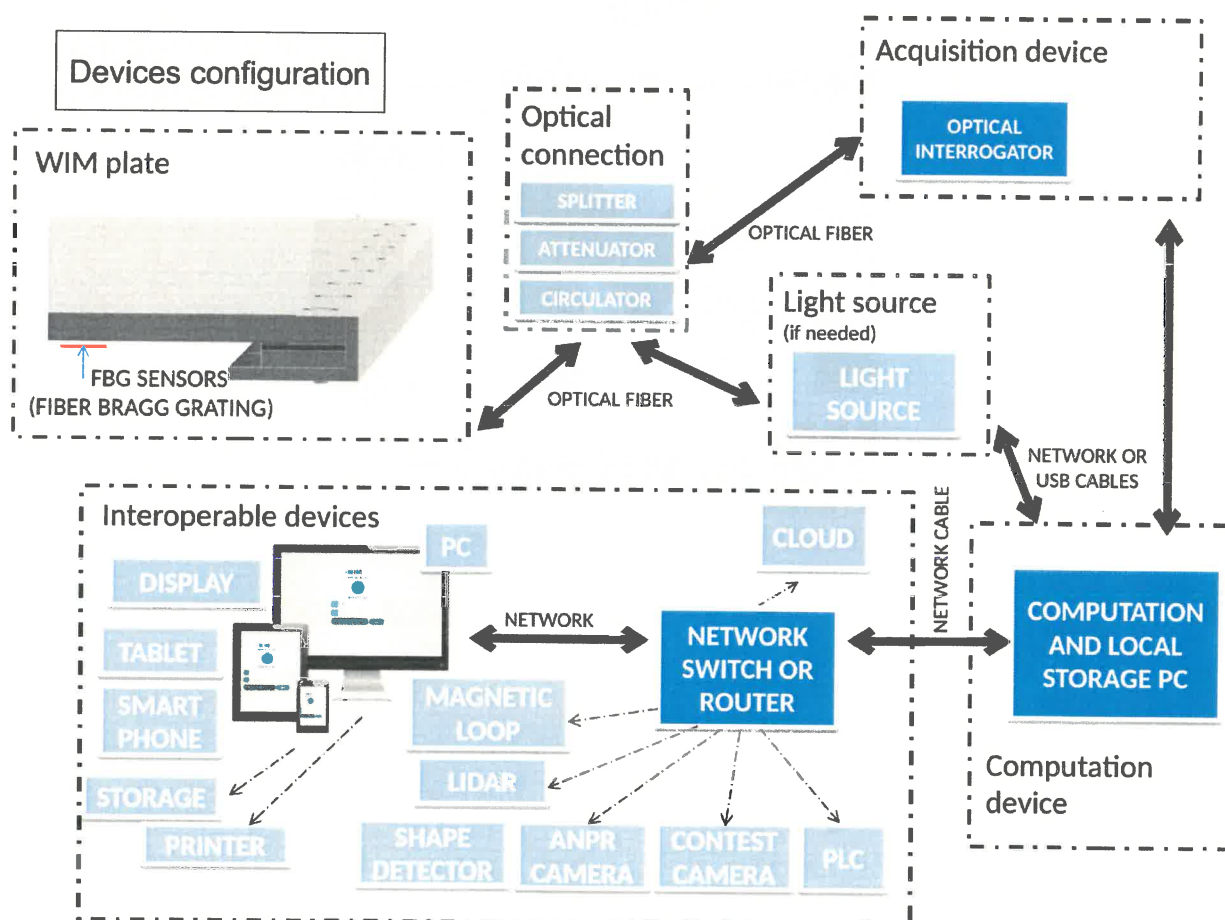 Devices configuration
WIM plate
FBG SENSORS
(FIBER BRAGG GRATING)
Optical
connection
SPLITTER
ATTENUATOR
CIRCULATOR
OPTICAL FIBER
Acquisition device
OPTICAL
INTERROGATOR
OPTICAL FIBER
Light source
(if needed)
LIGHT
SOURCE
NETWORK OR
USB CABLES
Interoperable devices
DISPLAY
TABLET
SMART
PHONE
STORAGE
PRINTER
PC
NETWORK
CLOUD
NETWORK
SWITCH OR
ROUTER
MAGNETIC
LOOP
LIDAR
SHAPE
DETECTOR
ANPR
CAMERA
CONTEST
CAMERA
PLC
NETWORK CABLE
COMPUTATION
AND LOCAL
STORAGE PC
Computation
device